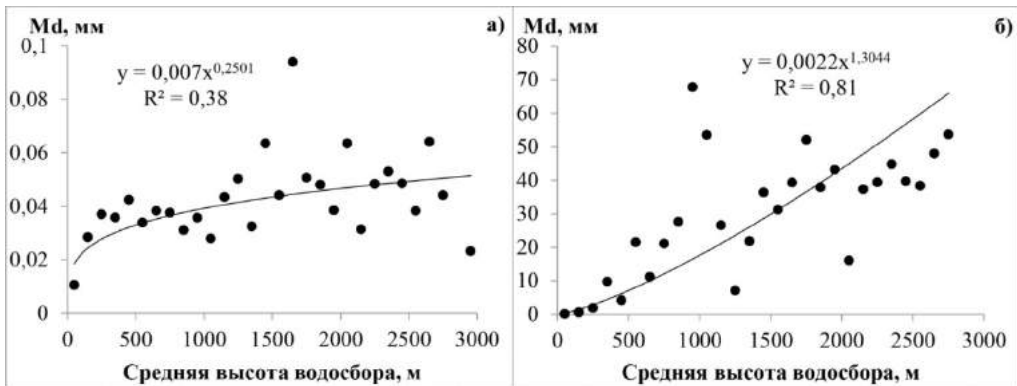 Md, мм
а)
0,1
y = 0,007x^0,2501
R² = 0,38
0,08
0,06
0,04
0,02
0
0 500 1000 1500 2000 2500 3000
Средняя высота водосбора, м
Md, мм
б)
80
y = 0,0022x^1,3044
R² = 0,81
70
60
50
40
30
20
10
0
0 500 1000 1500 2000 2500 3000
Средняя высота водосбора, м